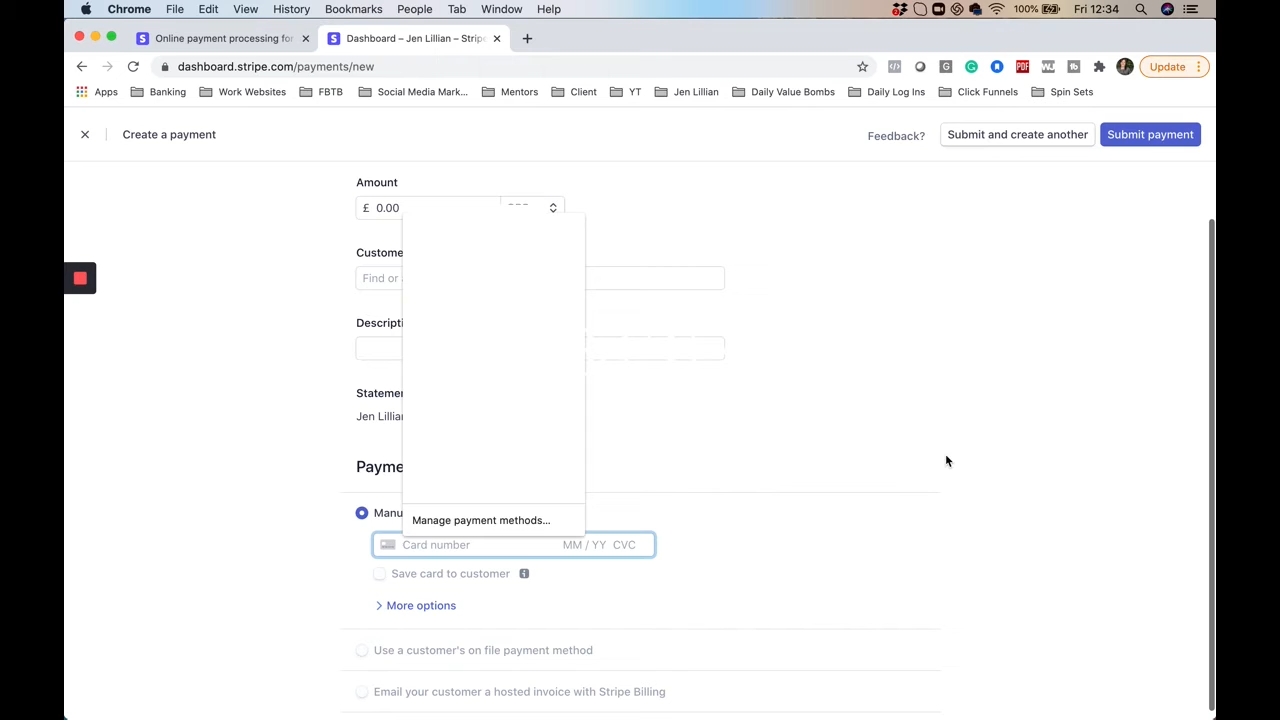 Chrome File Edit View History Bookmarks People Tab Window Help 100% Fri 12:34
Online payment processing for Dashboard – Jen Lillian – Stripe
dashboard.stripe.com/payments/new Update
Apps Banking Work Websites FBTB Social Media Mark... Mentors Client YT Jen Lillian Daily Value Bombs Daily Log Ins Click Funnels Spin Sets
Create a payment Feedback? Submit and create another Submit payment
Amount
£ 0.00
Custome
Find or
Descripti
Statemen
Jen Lillian
Payme
Manu
Manage payment methods...
Card number MM / YY CVC
Save card to customer
More options
Use a customer's on file payment method
Email your customer a hosted invoice with Stripe Billing